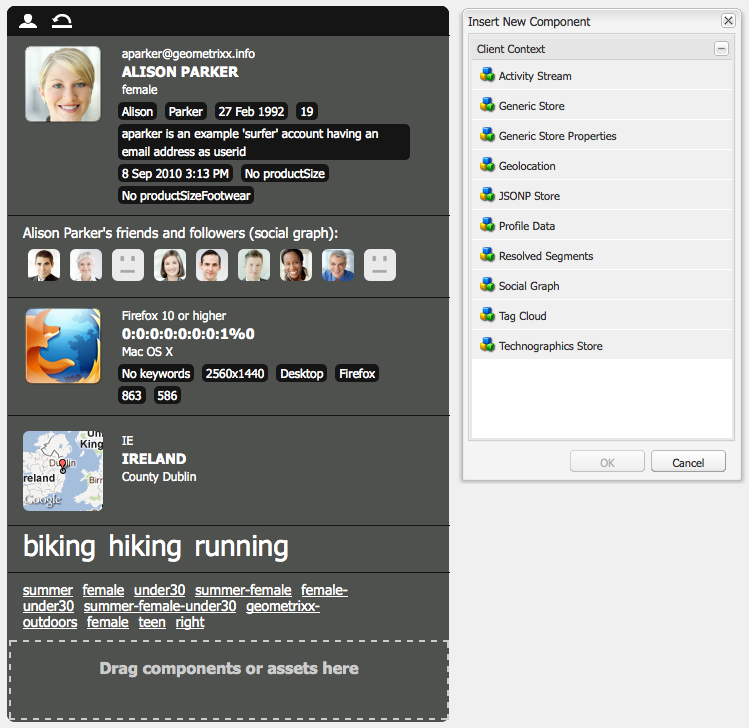 aparker@geometrixx.info
ALISON PARKER
female
Alison Parker 27 Feb 1992 19
aparker is an example 'surfer' account having an
email address as userid
8 Sep 2010 3:13 PM No productSize
No productSizeFootwear
Alison Parker's friends and followers (social graph):
Firefox 10 or higher
0:0:0:0:0:0:0:1%0
Mac OS X
No keywords 2560x1440 Desktop Firefox
863 586
Dublin
reland
Google
IE
IRELAND
County Dublin
biking hiking running
summer female under30 summer-female female-
under30 summer-female-under30 geometrixx-
outdoors female teen right
Drag components or assets here
Insert New Component
Client Context
Activity Stream
Generic Store
Generic Store Properties
Geolocation
JSONP Store
Profile Data
Resolved Segments
Social Graph
Tag Cloud
Technographics Store
OK Cancel